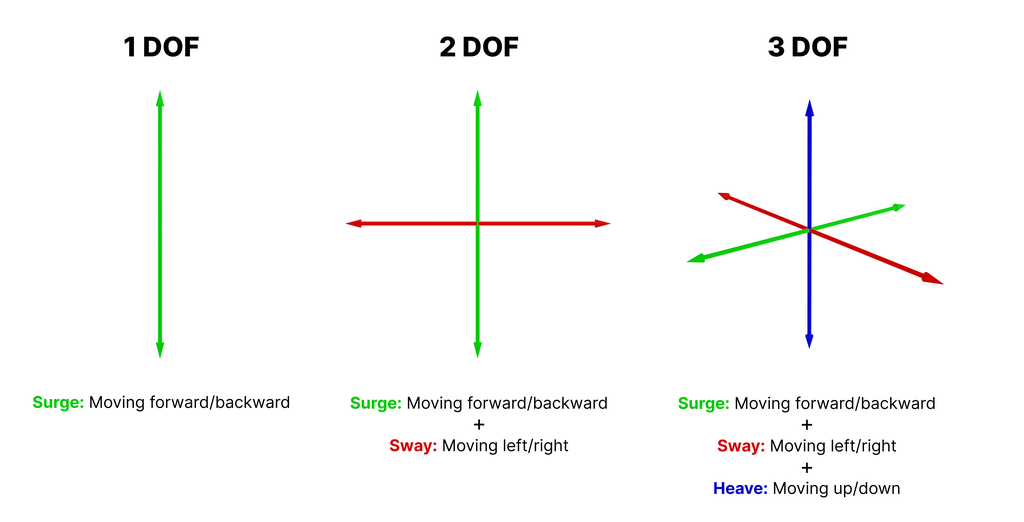 1 DOF
2 DOF
3 DOF
Surge: Moving forward/backward
Surge: Moving forward/backward
+
Sway: Moving left/right
Surge: Moving forward/backward
+
Sway: Moving left/right
+
Heave: Moving up/down